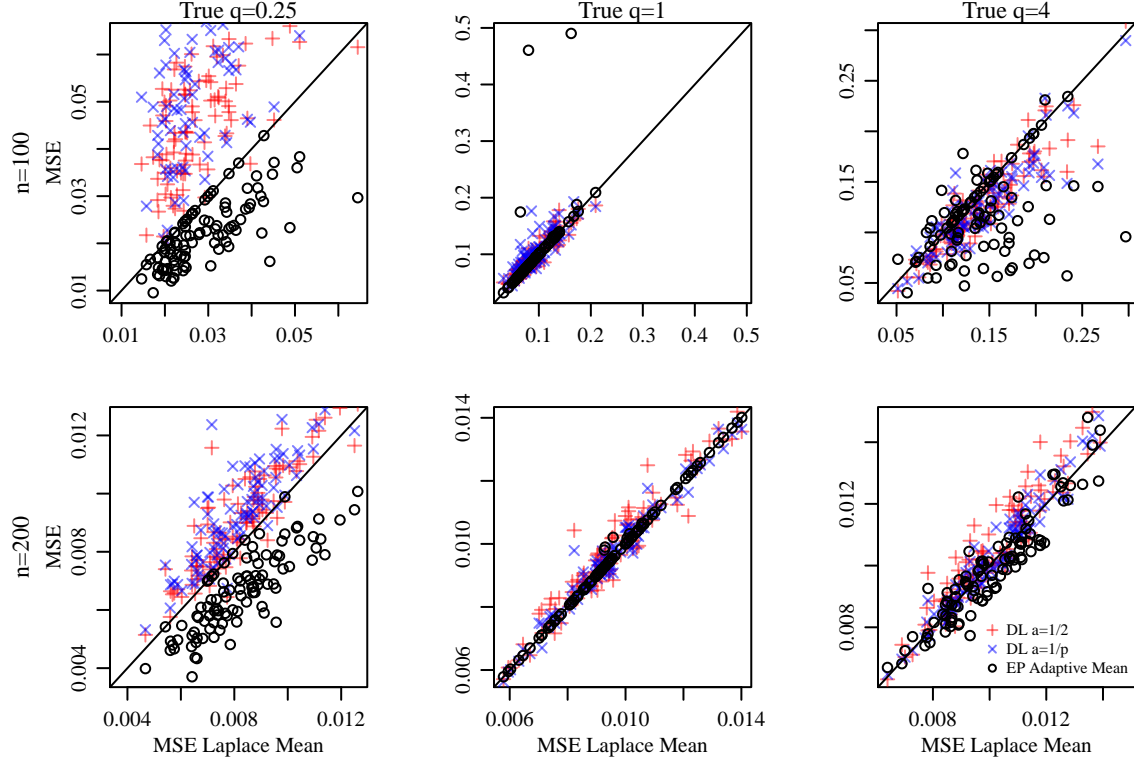 True q=0.25 True q=1 True q=4
n=100
MSE
0.01 0.03 0.05
0.1 0.2 0.3 0.4 0.5
0.05 0.15 0.25
0.01 0.03 0.05
0.1 0.2 0.3 0.4 0.5
0.05 0.15 0.25
n=200
MSE
0.004 0.008 0.012
0.006 0.010 0.014
0.008 0.012
DL a=1/2
DL a=1/p
EP Adaptive Mean
0.004 0.008 0.012
0.006 0.010 0.014
0.008 0.012
MSE Laplace Mean MSE Laplace Mean MSE Laplace Mean